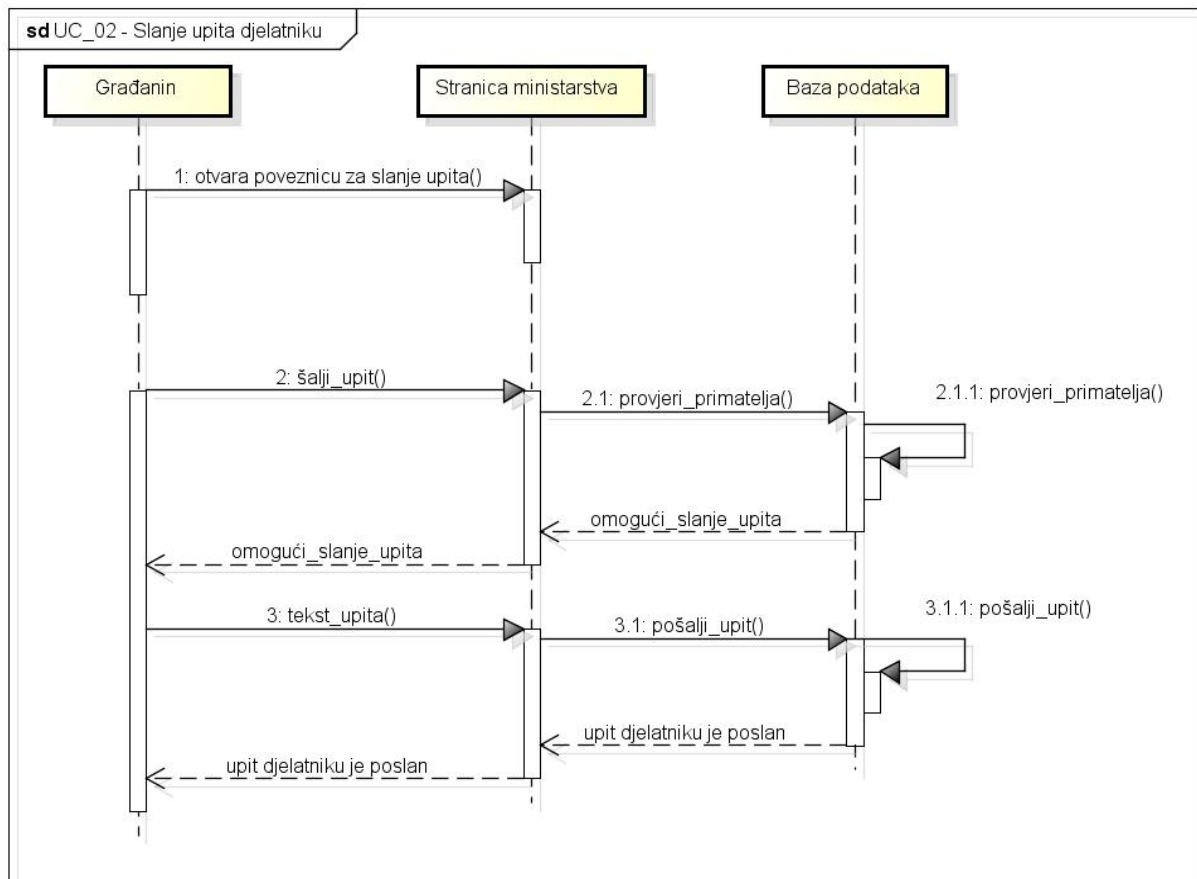 sd UC_02 - Slanje upita djelatniku
Građanin
Stranica ministarstva
Baza podataka
1: otvara poveznicu za slanje upita()
2: šalji_upit()
2.1: provjeri_primatelja()
2.1.1: provjeri_primatelja()
omogući_slanje_upita
omogući_slanje_upita
3: tekst_upita()
3.1: pošalji_upit()
3.1.1: pošalji_upit()
upit djelatniku je poslan
upit djelatniku je poslan